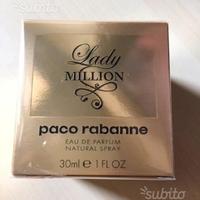 Lady
MILLION
paco rabanne
EAU DE PARFUM
NATURAL SPRAY
30ml e 1 FL OZ
subito